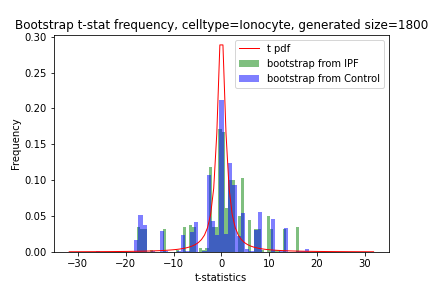 Bootstrap t-stat frequency, celltype=Ionocyte, generated size=1800
0.30
0.25
0.20
0.15
0.10
0.05
0.00
Frequency
t pdf
bootstrap from IPF
bootstrap from Control
−30 −20 −10 0 10 20 30
t-statistics